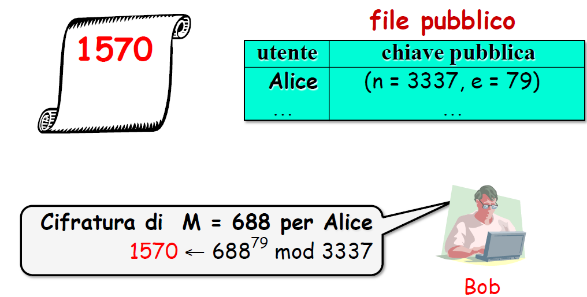 1570
file pubblico
utente chiave pubblica
Alice (n = 3337, e = 79)
... ...
Cifratura di M = 688 per Alice
1570 ← 688^79 mod 3337
Bob